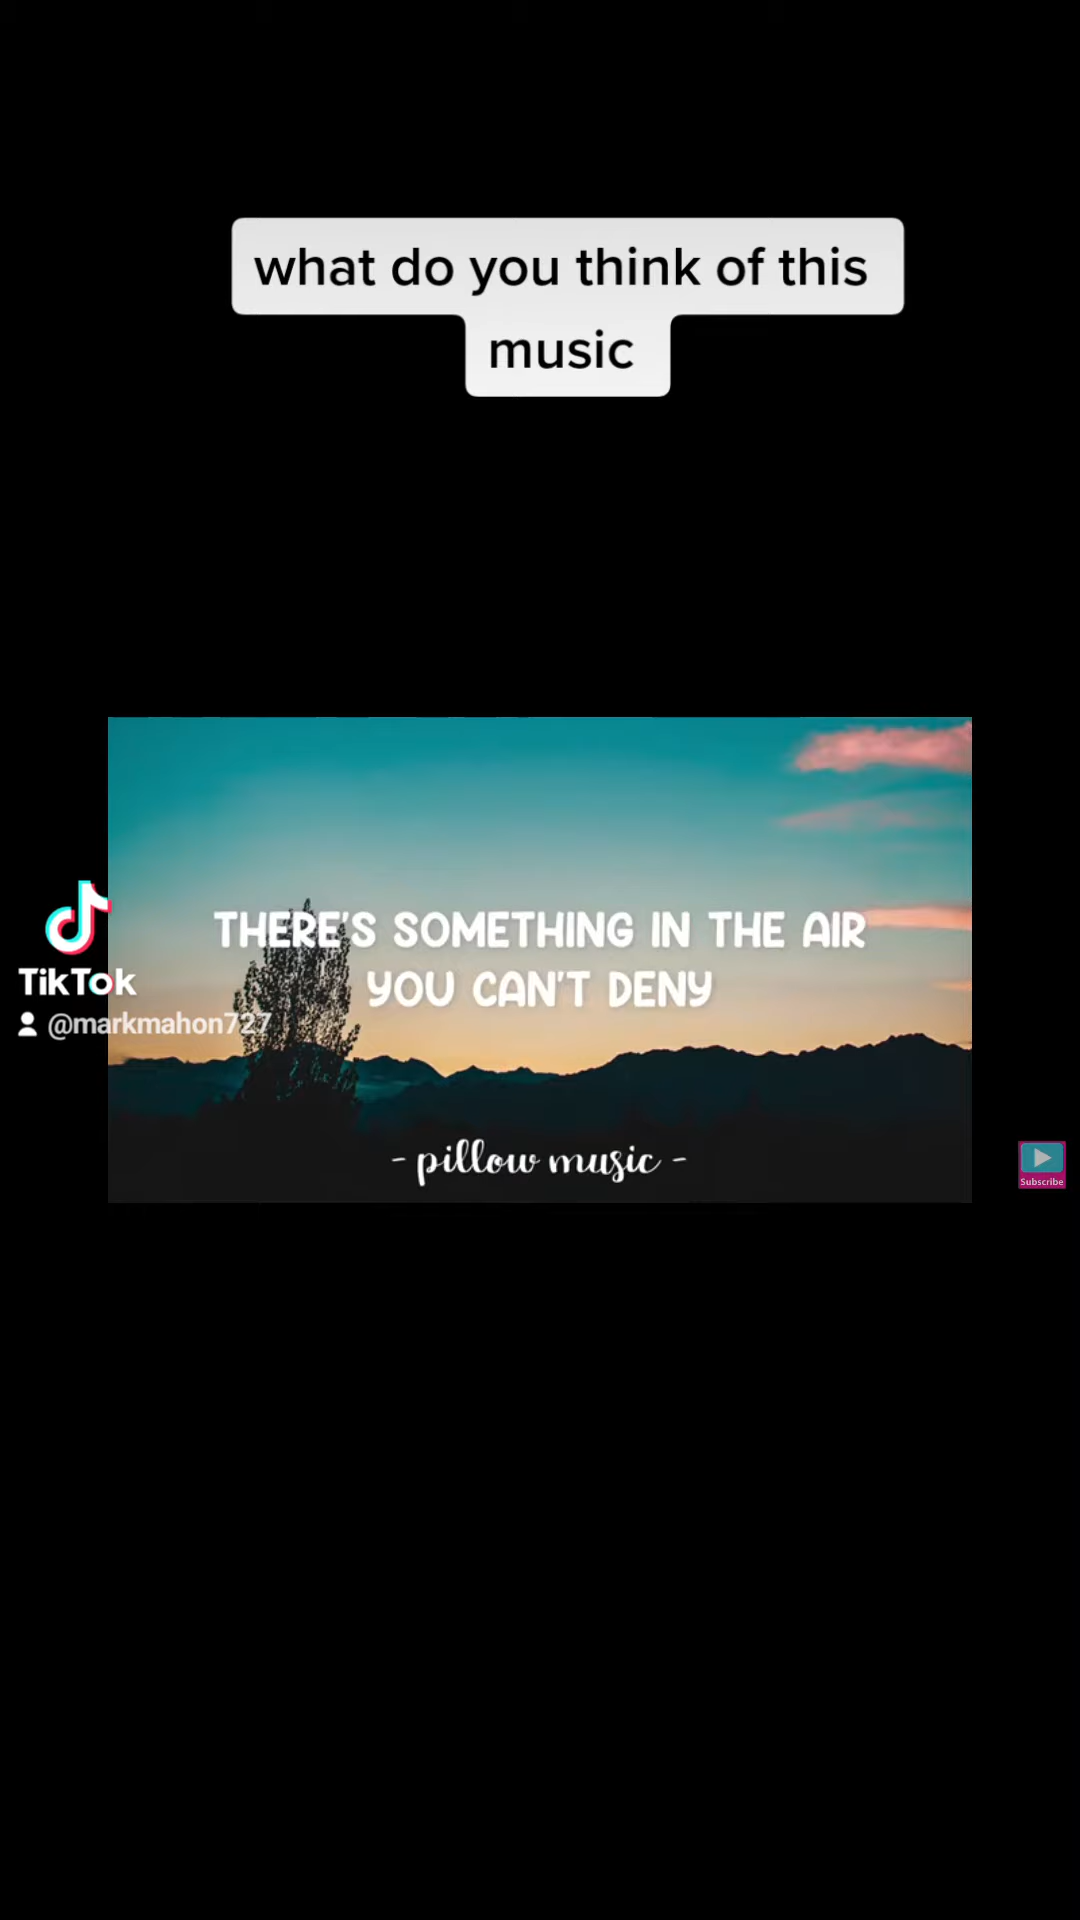 what do you think of this
music
THERE'S SOMETHING IN THE AIR
YOU CAN'T DENY
TikTok
@markmahon727
- pillow music -
Subscribe